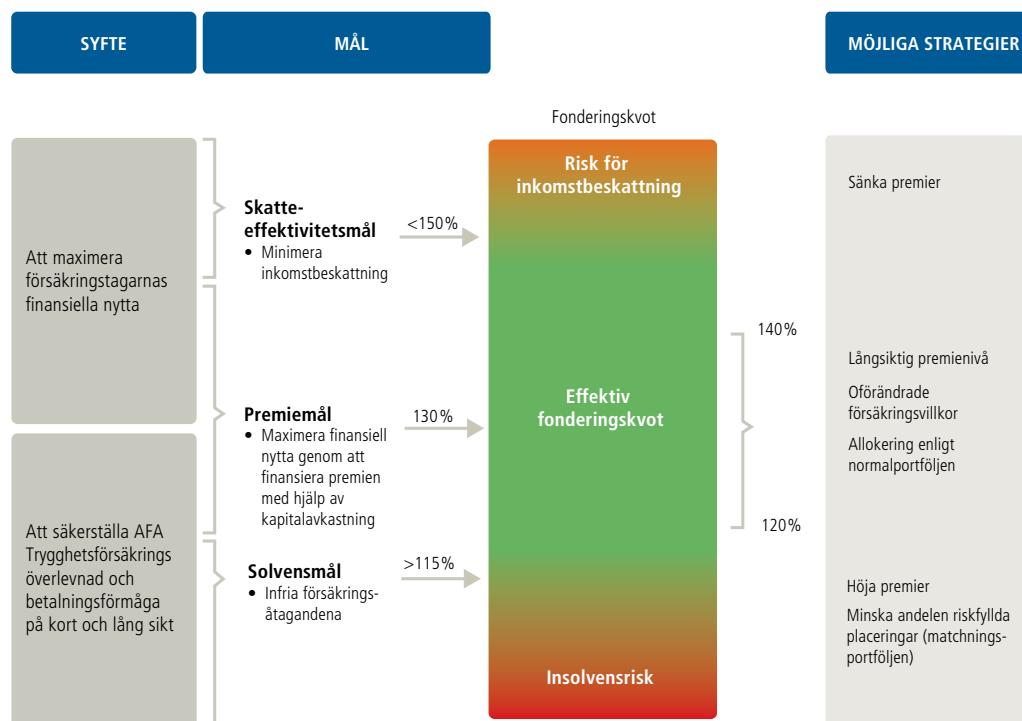 SYFTE
MÅL
MÖJLIGA STRATEGIER
Fonderingskvot
Att maximera
försäkringstagarnas
finansiella nytta
Att säkerställa AFA
Trygghetsförsäkrings
överlevnad och
betalningsförmåga
på kort och lång sikt
Skatte-
effektivitetsmål
• Minimera
inkomstbeskattning
<150%
Premiemål
• Maximera finansiell
nytta genom att
finansiera premien
med hjälp av
kapitalavkastning
130%
Solvensmål
• Infria försäkrings-
åtagandena
>115%
Risk för
inkomstbeskattning
Effektiv
fonderingskvot
Insolvensrisk
140%
120%
Sänka premier
Långsiktig premienivå
Oförändrade
försäkringsvillkor
Allokering enligt
normalportföljen
Höja premier
Minska andelen riskfyllda
placeringar (matchnings-
portföljen)